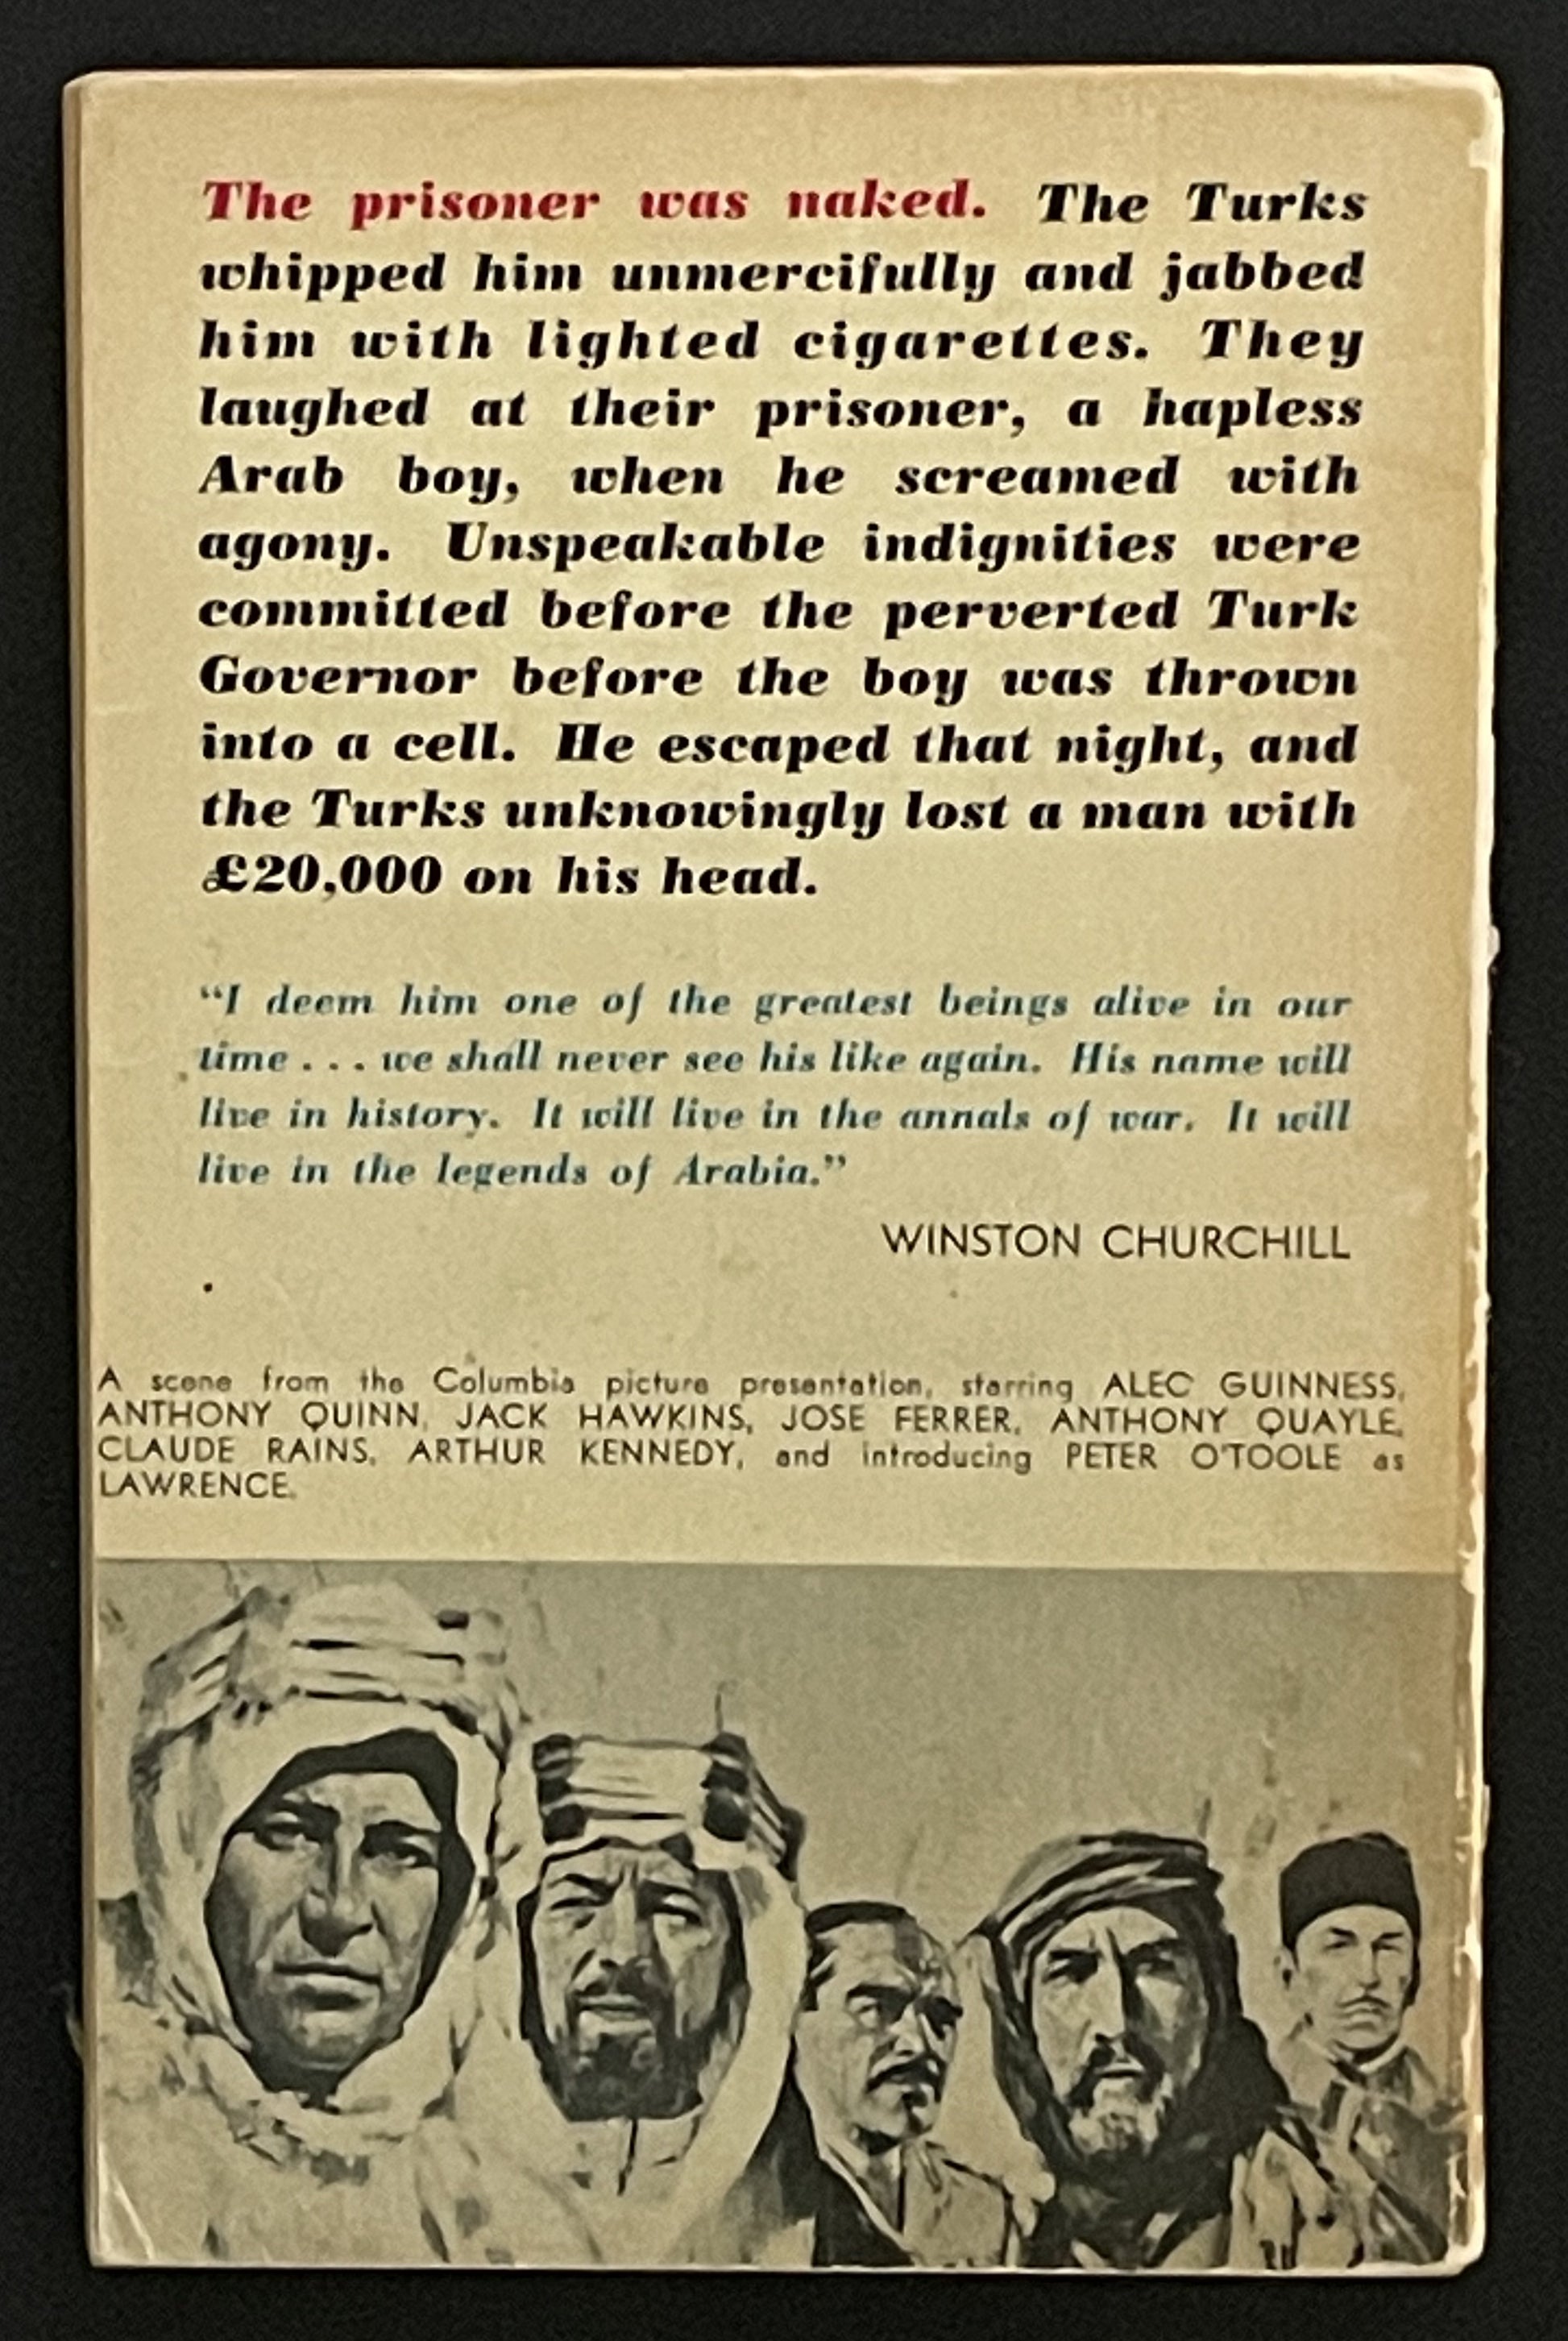 The prisoner was naked. The Turks
whipped him unmercifully and jabbed
him with lighted cigarettes. They
laughed at their prisoner, a hapless
Arab boy, when he screamed with
agony. Unspeakable indignities were
committed before the perverted Turk
Governor before the boy was thrown
into a cell. He escaped that night, and
the Turks unknowingly lost a man with
£20,000 on his head.
“I deem him one of the greatest beings alive in our
time . . . we shall never see his like again. His name will
live in history. It will live in the annals of war. It will
live in the legends of Arabia.”
WINSTON CHURCHILL
A scene from the Columbia picture presentation, starring ALEC GUINNESS,
ANTHONY QUINN, JACK HAWKINS, JOSE FERRER, ANTHONY QUAYLE,
CLAUDE RAINS, ARTHUR KENNEDY, and introducing PETER O'TOOLE as
LAWRENCE.